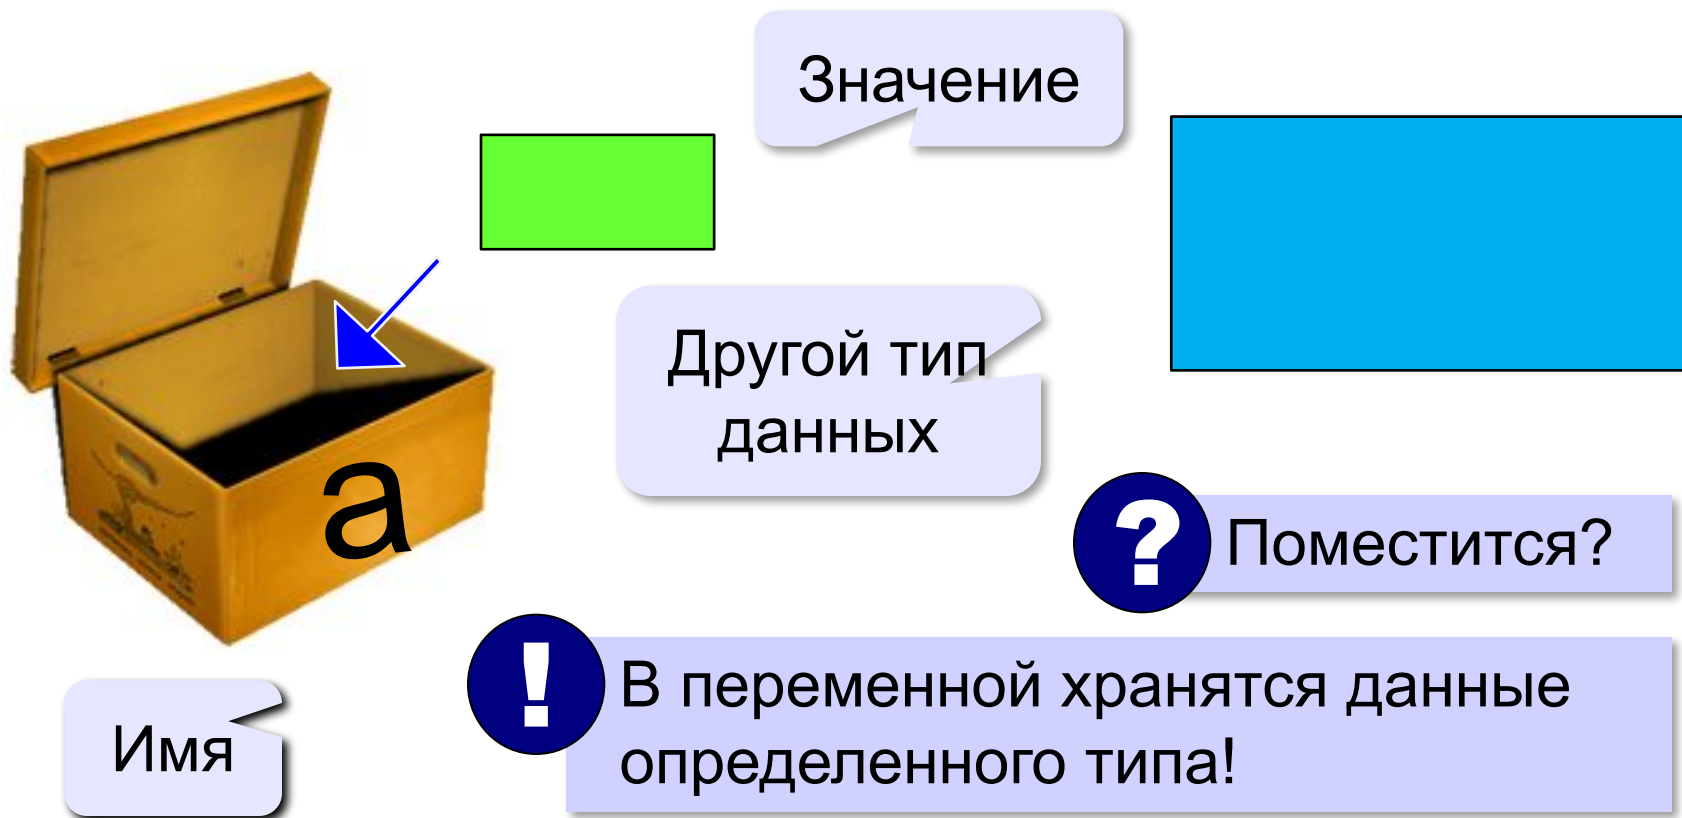 Значение
Другой тип
данных
a
? Поместится?
! В переменной хранятся данные
определенного типа!
Имя